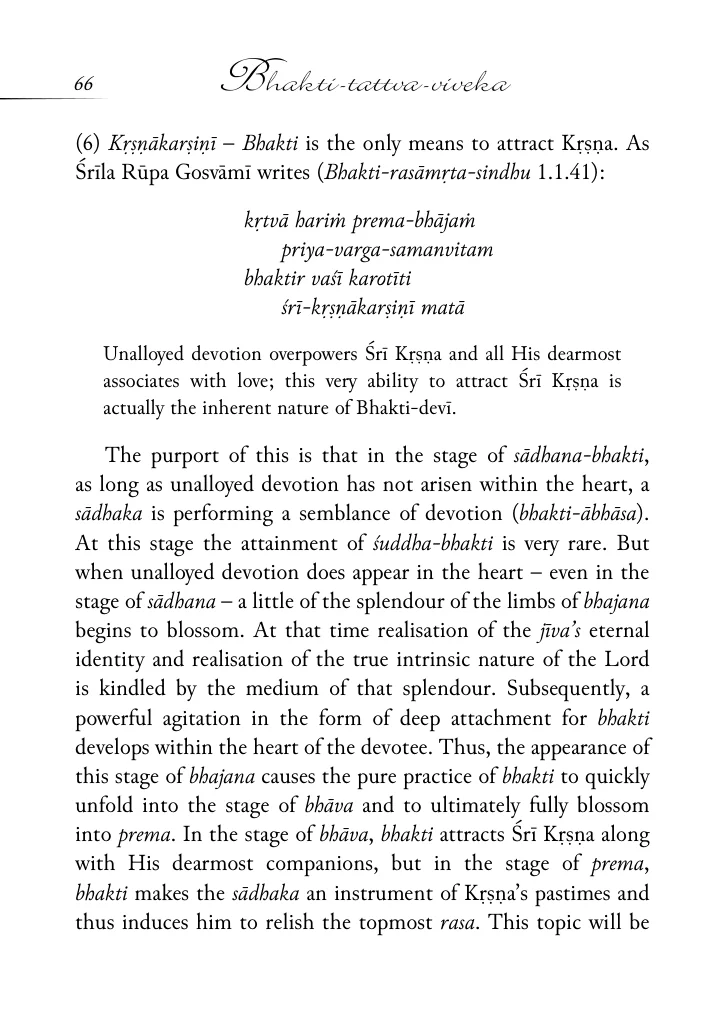 66
Bhakti-tattva-viveka
(6) Kṛṣṇākarṣiṇī – Bhakti is the only means to attract Kṛṣṇa. As
Śrīla Rūpa Gosvāmī writes (Bhakti-rasāmṛta-sindhu 1.1.41):
kṛtvā hariṁ prema-bhājaṁ
priya-varga-samanvitam
bhaktir vaśī karotīti
śrī-kṛṣṇākarṣiṇī matā
Unalloyed devotion overpowers Śrī Kṛṣṇa and all His dearmost
associates with love; this very ability to attract Śrī Kṛṣṇa is
actually the inherent nature of Bhakti-devī.
The purport of this is that in the stage of sādhana-bhakti,
as long as unalloyed devotion has not arisen within the heart, a
sādhaka is performing a semblance of devotion (bhakti-ābhāsa).
At this stage the attainment of śuddha-bhakti is very rare. But
when unalloyed devotion does appear in the heart – even in the
stage of sādhana – a little of the splendour of the limbs of bhajana
begins to blossom. At that time realisation of the jīva’s eternal
identity and realisation of the true intrinsic nature of the Lord
is kindled by the medium of that splendour. Subsequently, a
powerful agitation in the form of deep attachment for bhakti
develops within the heart of the devotee. Thus, the appearance of
this stage of bhajana causes the pure practice of bhakti to quickly
unfold into the stage of bhāva and to ultimately fully blossom
into prema. In the stage of bhāva, bhakti attracts Śrī Kṛṣṇa along
with His dearmost companions, but in the stage of prema,
bhakti makes the sādhaka an instrument of Kṛṣṇa’s pastimes and
thus induces him to relish the topmost rasa. This topic will be